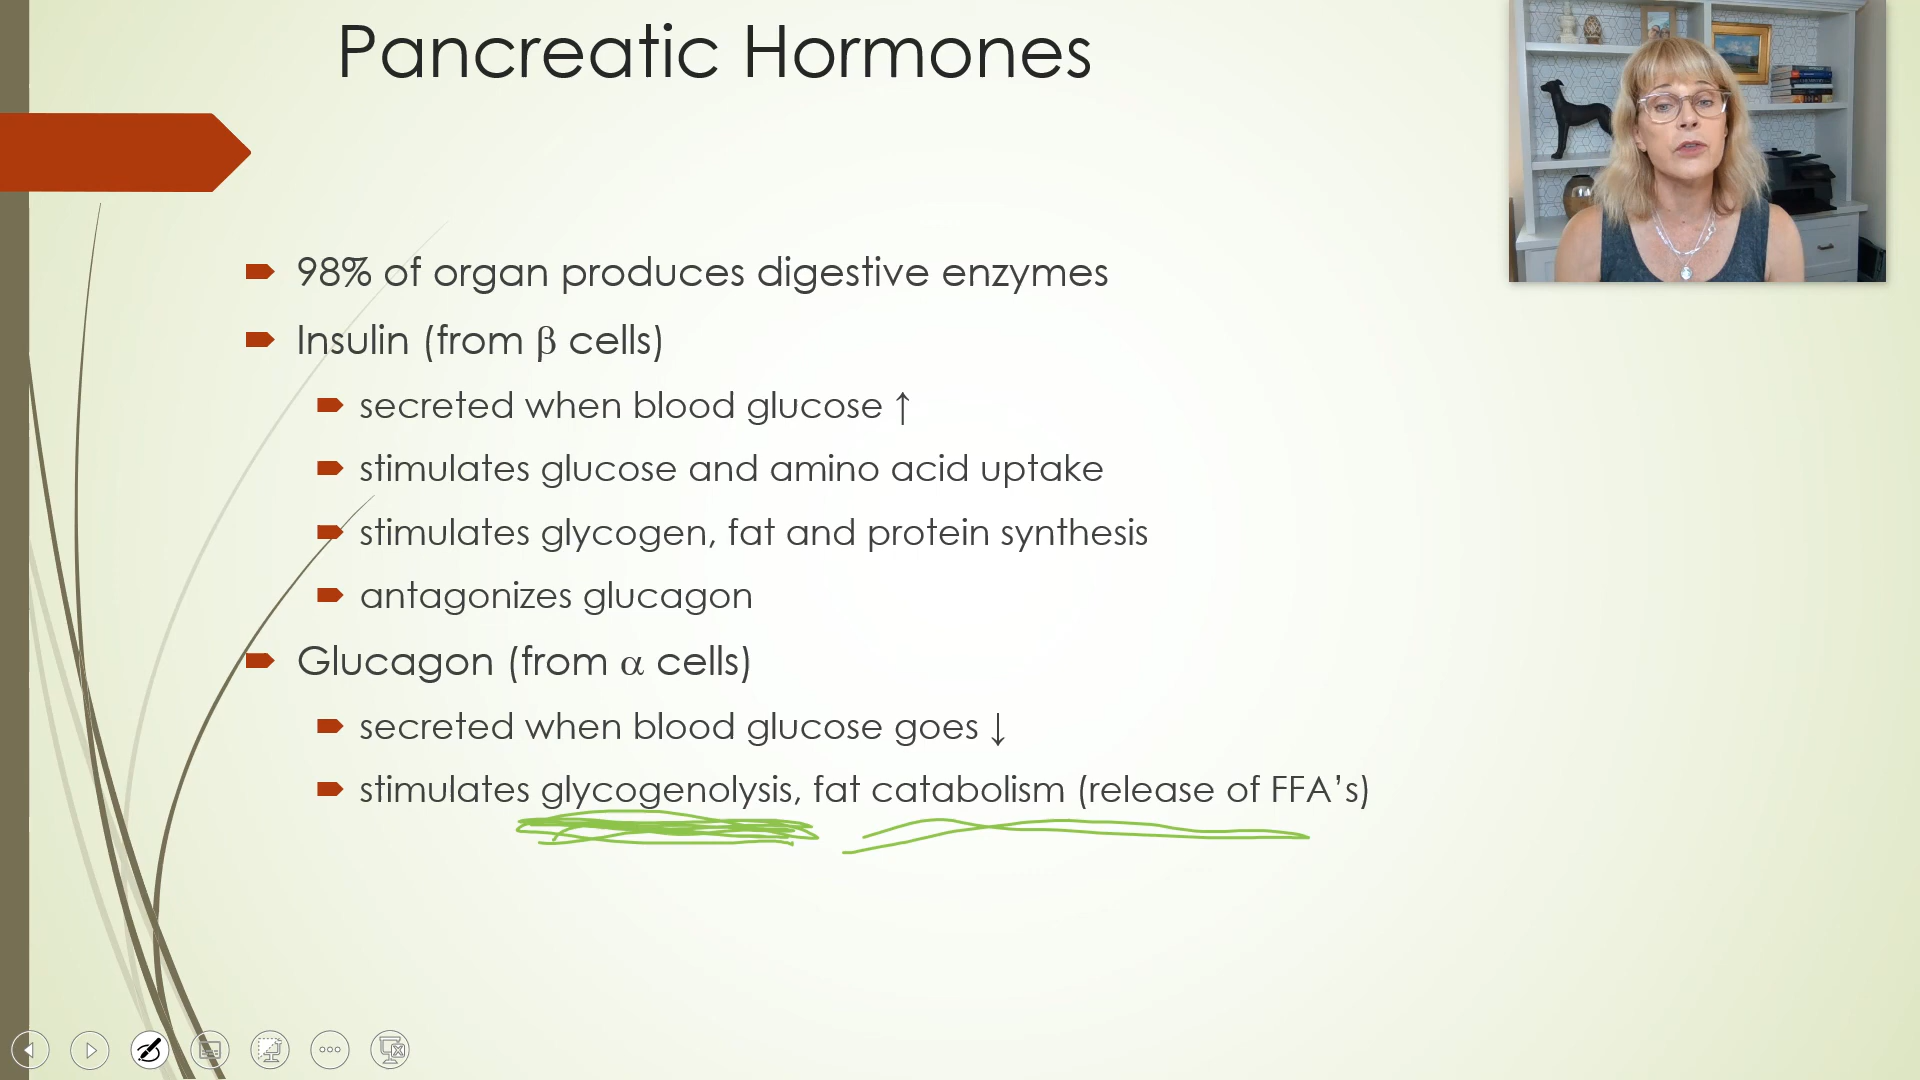 Pancreatic Hormones
98% of organ produces digestive enzymes
Insulin (from β cells)
secreted when blood glucose ↑
stimulates glucose and amino acid uptake
stimulates glycogen, fat and protein synthesis
antagonizes glucagon
Glucagon (from α cells)
secreted when blood glucose goes ↓
stimulates glycogenolysis, fat catabolism (release of FFA’s)